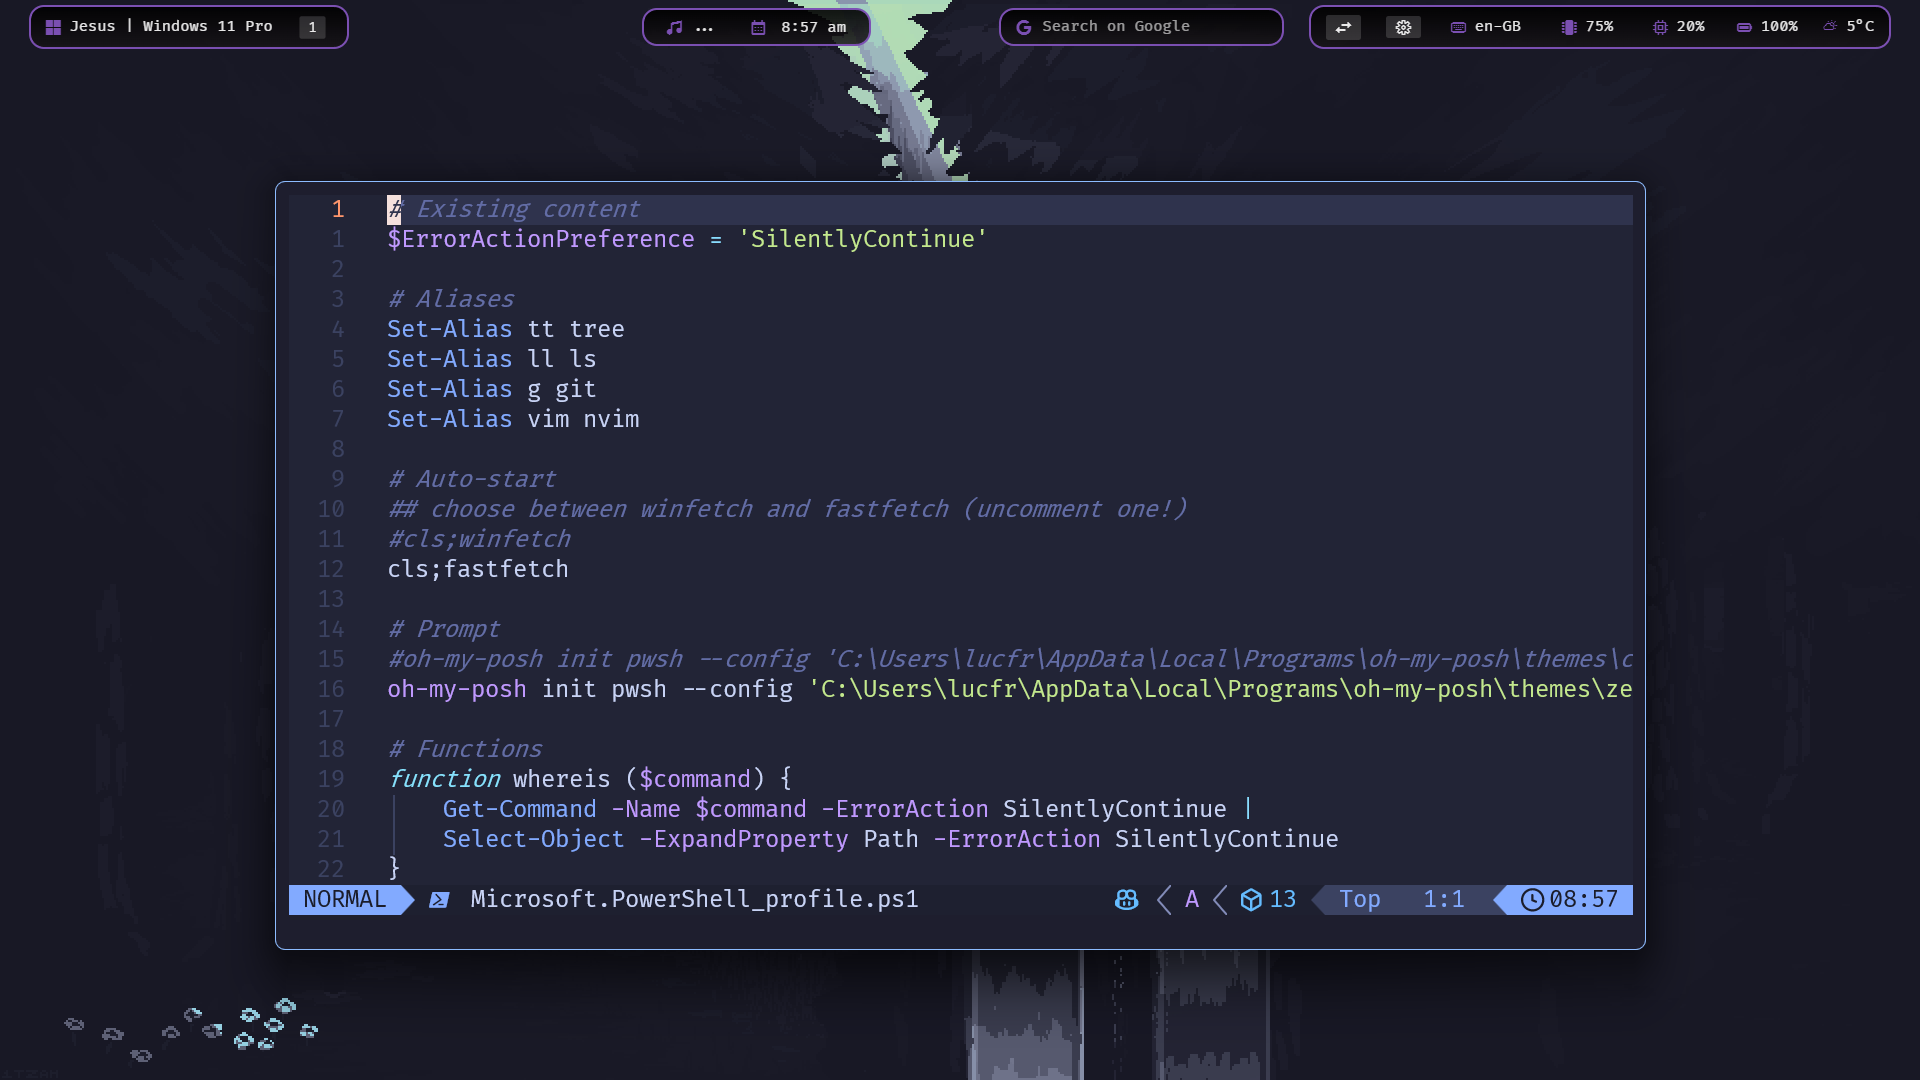 Jesus | Windows 11 Pro 1
... 8:57 am
Search on Google
en-GB 75% 20% 100% 5°C
1 # Existing content
1 $ErrorActionPreference = 'SilentlyContinue'
2
3 # Aliases
4 Set-Alias tt tree
5 Set-Alias ll ls
6 Set-Alias g git
7 Set-Alias vim nvim
8
9 # Auto-start
10 ## choose between winfetch and fastfetch (uncomment one!)
11 #cls;winfetch
12 cls;fastfetch
13
14 # Prompt
15 #oh-my-posh init pwsh --config 'C:\Users\lucfr\AppData\Local\Programs\oh-my-posh\themes\c
16 oh-my-posh init pwsh --config 'C:\Users\lucfr\AppData\Local\Programs\oh-my-posh\themes\ze
17
18 # Functions
19 function whereis ($command) {
20 Get-Command -Name $command -ErrorAction SilentlyContinue |
21 Select-Object -ExpandProperty Path -ErrorAction SilentlyContinue
22 }
NORMAL Microsoft.PowerShell_profile.ps1 A 13 Top 1:1 08:57